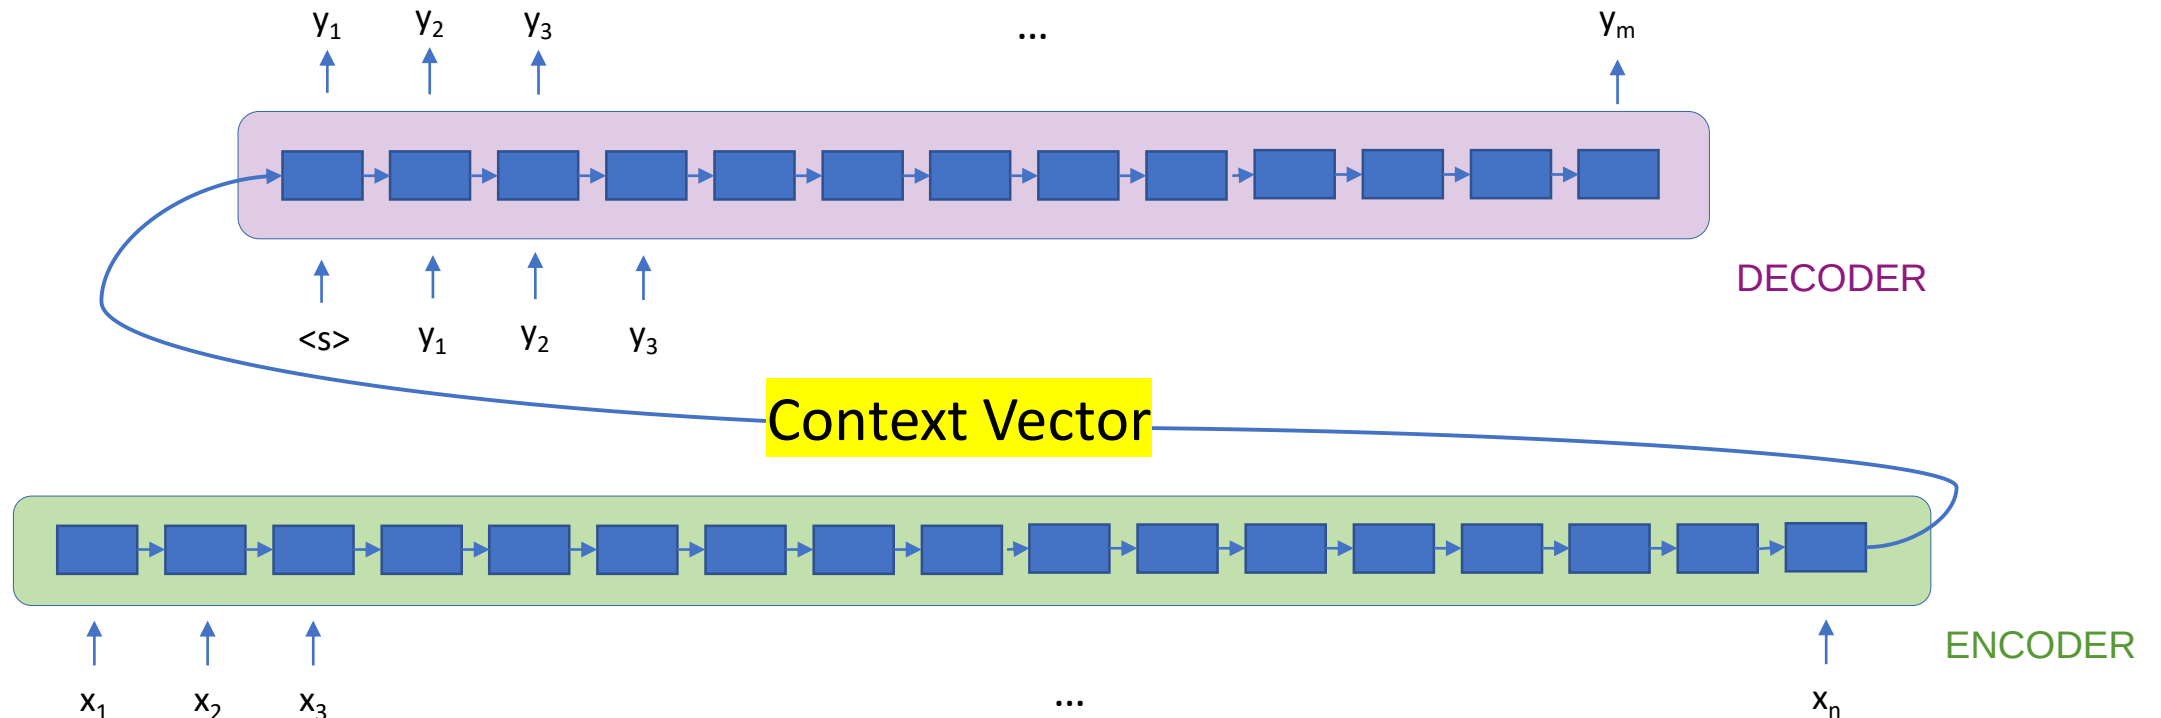 y₁ y₂ y₃ ... yₘ
DECODER
<s> y₁ y₂ y₃
Context Vector
ENCODER
x₁ x₂ x₃ ... xₙ